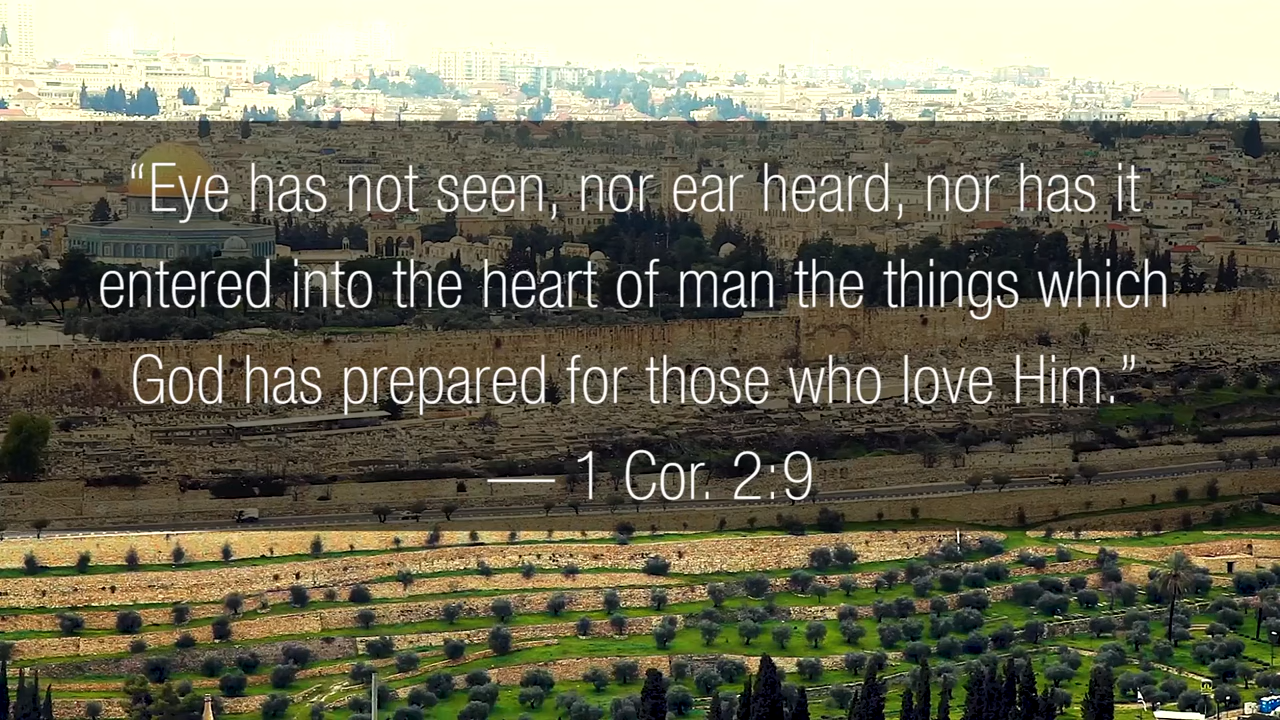 “Eye has not seen, nor ear heard, nor has it
entered into the heart of man the things which
God has prepared for those who love Him.”
— 1 Cor. 2:9